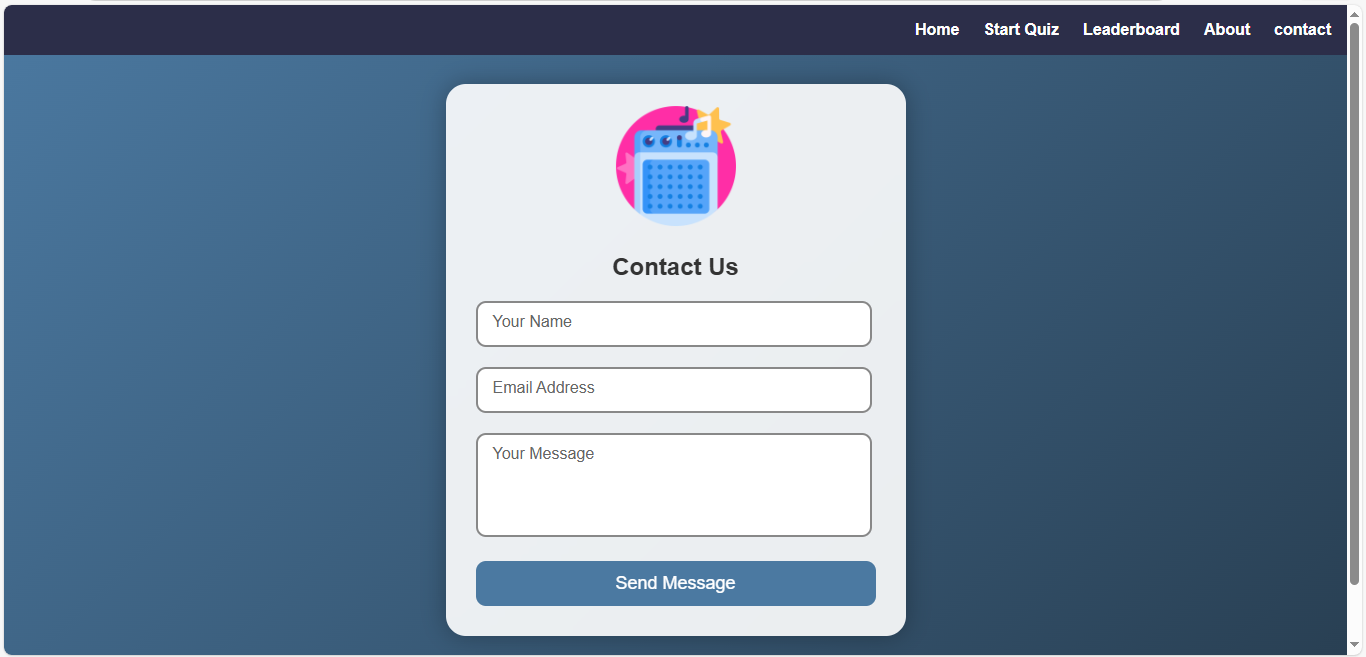 Home Start Quiz Leaderboard About contact
Contact Us
Your Name
Email Address
Your Message
Send Message